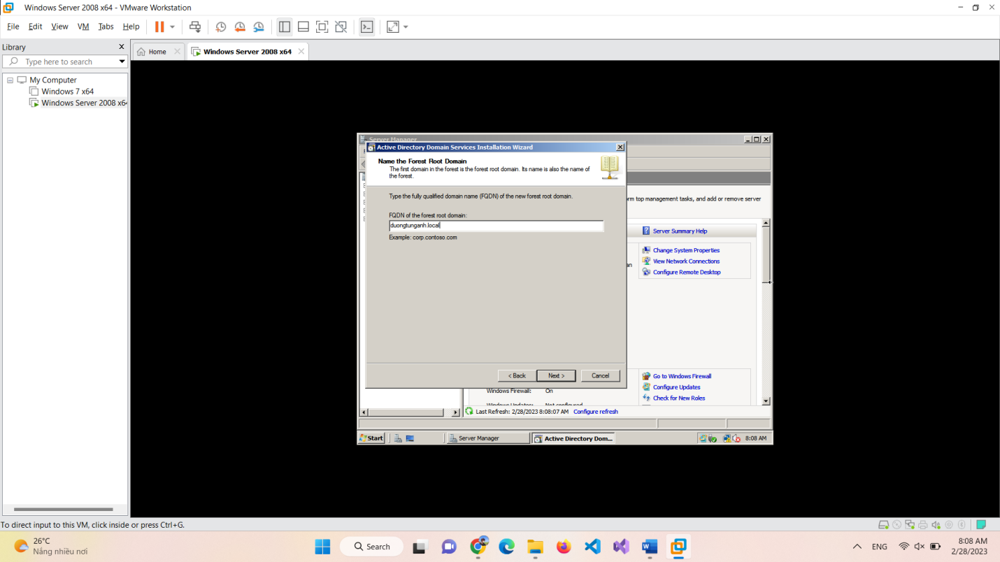 Windows Server 2008 x64 - VMware Workstation
File Edit View VM Tabs Help
Library
Type here to search
My Computer
Windows 7 x64
Windows Server 2008 x64
Home
Windows Server 2008 x64
Server Manager
Active Directory Domain Services Installation Wizard
Name the Forest Root Domain
The first domain in the forest is the forest root domain. Its name is also the name of
the forest.
Type the fully qualified domain name (FQDN) of the new forest root domain.
FQDN of the forest root domain:
duongtunganh.local
Example: corp.contoso.com
< Back Next > Cancel
rm top management tasks, and add or remove server
Server Summary Help
Change System Properties
View Network Connections
an
Configure Remote Desktop
Go to Windows Firewall
Configure Updates
Check for New Roles
Windows Firewall: On
Windows Updates: Not configured
Last Refresh: 2/28/2023 8:08:07 AM Configure refresh
Start Server Manager Active Directory Dom... 8:08 AM
To direct input to this VM, click inside or press Ctrl+G.
26°C
Nắng nhiều nơi
Search
ENG
8:08 AM
2/28/2023